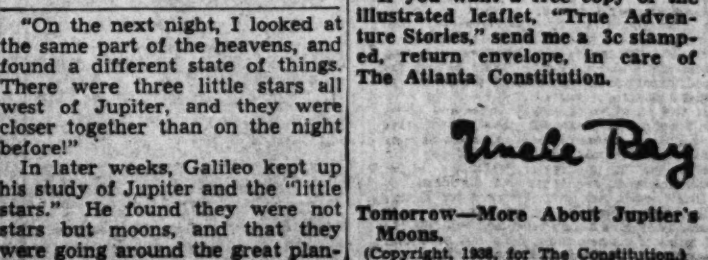 "On the next night, I looked at
the same part of the heavens, and
found a different state of things.
There were three little stars all
west of Jupiter, and they were
closer together than on the night
before!"
In later weeks, Galileo kept up
his study of Jupiter and the "little
stars." He found they were not
stars but moons, and that they
were going around the great plan-
illustrated leaflet, "True Adven-
ture Stories," send me a 3c stamp-
ed, return envelope, in care of
The Atlanta Constitution.
Uncle Ray
Tomorrow—More About Jupiter's
Moons.
(Copyright, 1938, for The Constitution.)